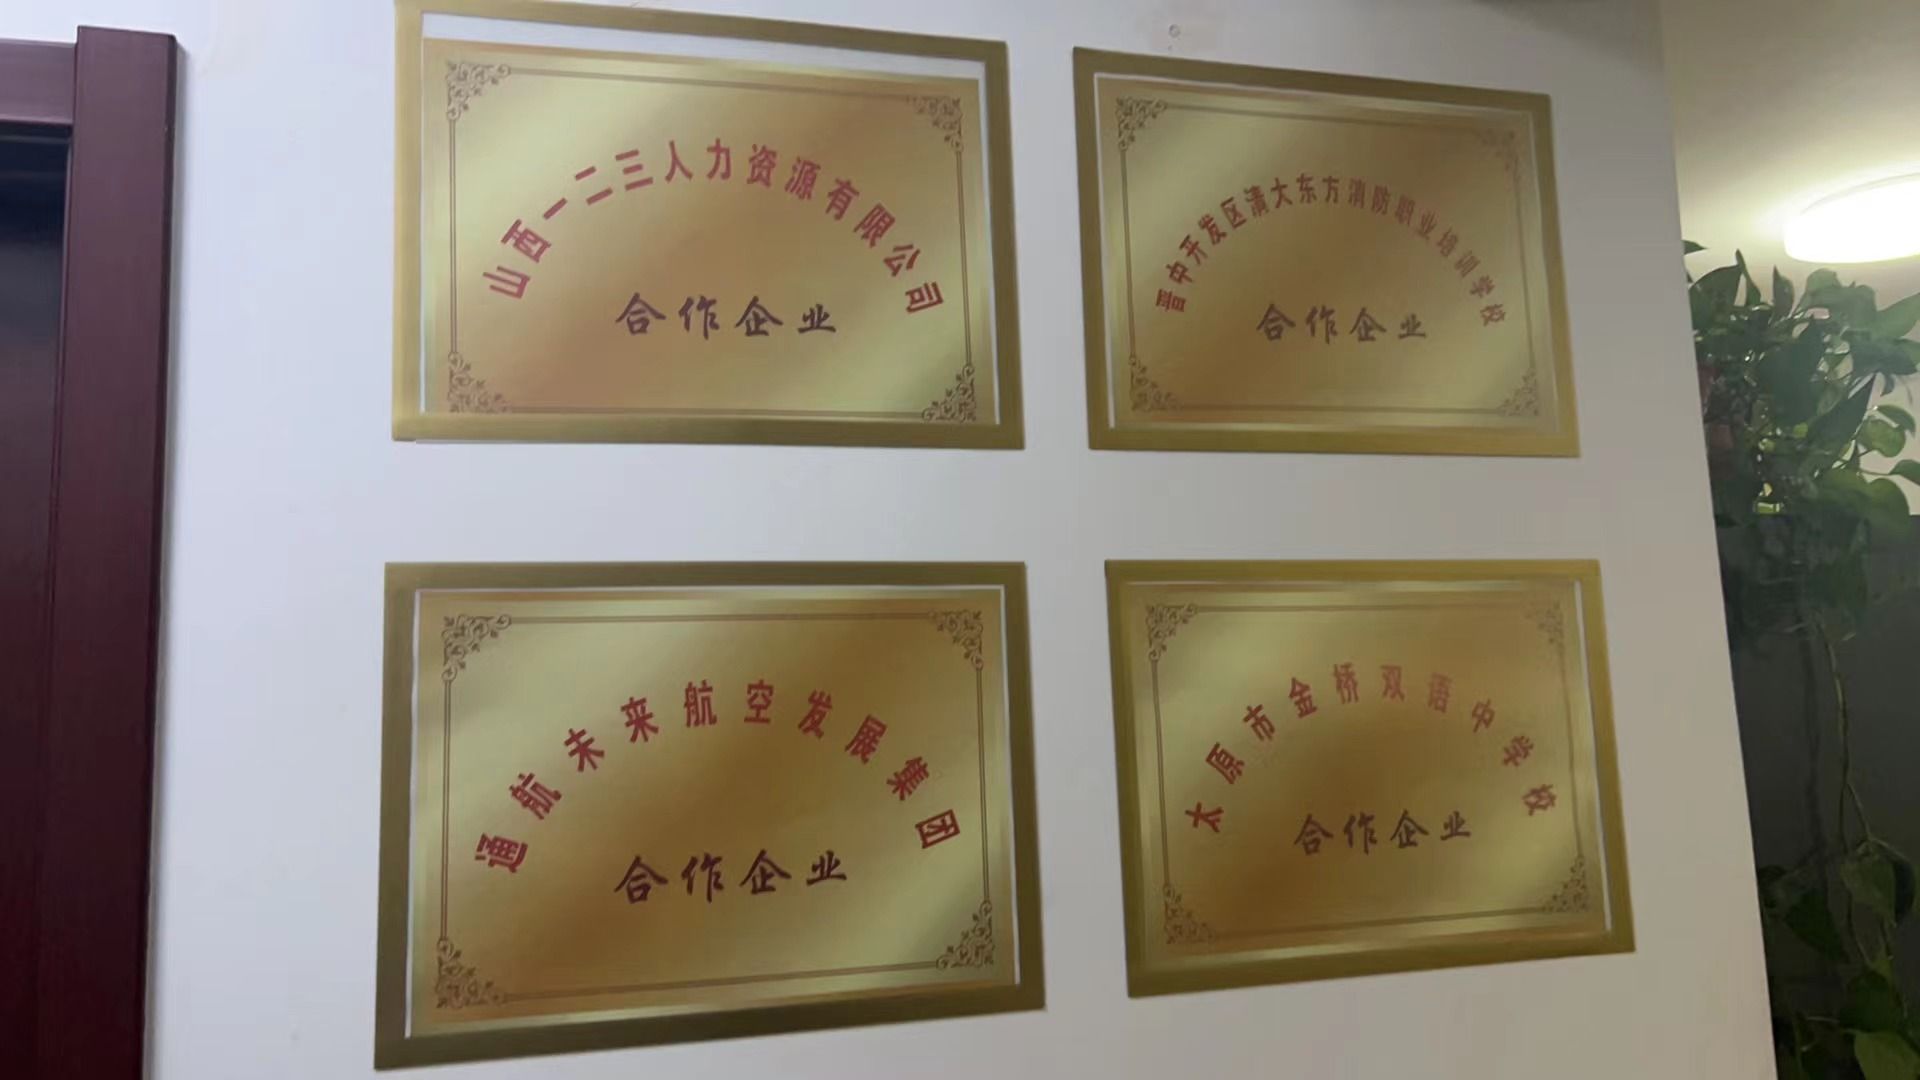 山西一二三人力资源有限公司
合作企业
晋中开发区清大东方消防职业培训学校
合作企业
通航未来航空发展集团
合作企业
太原市金桥双语中学校
合作企业